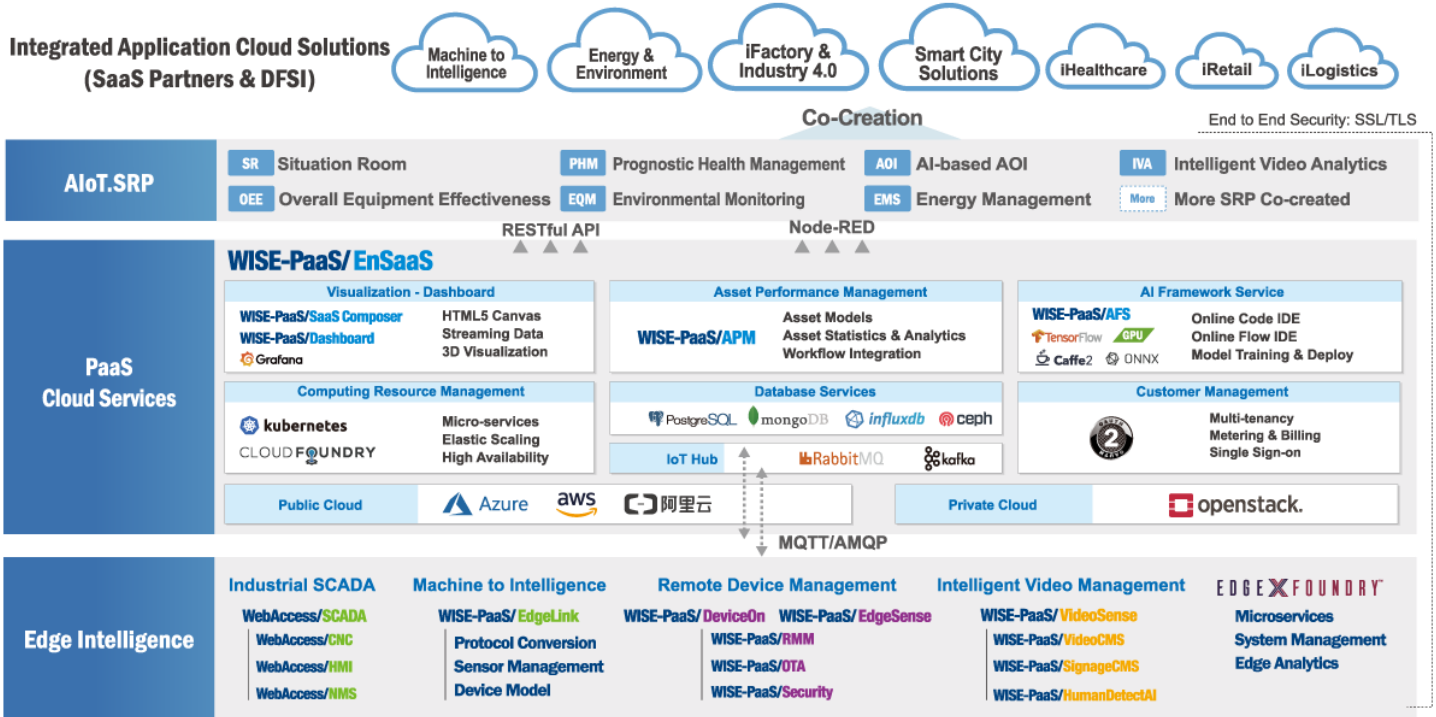 Integrated Application Cloud Solutions
(SaaS Partners & DFSI)
Machine to
Intelligence
Energy &
Environment
iFactory &
Industry 4.0
Smart City
Solutions
iHealthcare
iRetail
iLogistics
Co-Creation
End to End Security: SSL/TLS
AIoT.SRP
SR Situation Room
PHM Prognostic Health Management
AOI AI-based AOI
IVA Intelligent Video Analytics
OEE Overall Equipment Effectiveness
EQM Environmental Monitoring
EMS Energy Management
More More SRP Co-created
RESTful API
Node-RED
PaaS
Cloud Services
WISE-PaaS/EnSaaS
Visualization - Dashboard
WISE-PaaS/SaaS Composer
WISE-PaaS/Dashboard
Grafana
HTML5 Canvas
Streaming Data
3D Visualization
Asset Performance Management
WISE-PaaS/APM
Asset Models
Asset Statistics & Analytics
Workflow Integration
AI Framework Service
WISE-PaaS/AFS
TensorFlow GPU
Caffe2 ONNX
Online Code IDE
Online Flow IDE
Model Training & Deploy
Computing Resource Management
kubernetes
CLOUDFOUNDRY
Micro-services
Elastic Scaling
High Availability
Database Services
PostgreSQL mongoDB influxdb ceph
IoT Hub RabbitMQ kafka
Customer Management
2
Multi-tenancy
Metering & Billing
Single Sign-on
Public Cloud Azure aws 阿里云
Private Cloud openstack.
MQTT/AMQP
Edge Intelligence
Industrial SCADA
WebAccess/SCADA
WebAccess/CNC
WebAccess/HMI
WebAccess/NMS
Machine to Intelligence
WISE-PaaS/EdgeLink
Protocol Conversion
Sensor Management
Device Model
Remote Device Management
WISE-PaaS/DeviceOn WISE-PaaS/EdgeSense
WISE-PaaS/RMM
WISE-PaaS/OTA
WISE-PaaS/Security
Intelligent Video Management
WISE-PaaS/VideoSense
WISE-PaaS/VideoCMS
WISE-PaaS/SignageCMS
WISE-PaaS/HumanDetectAI
EDGE X FOUNDRY™
Microservices
System Management
Edge Analytics